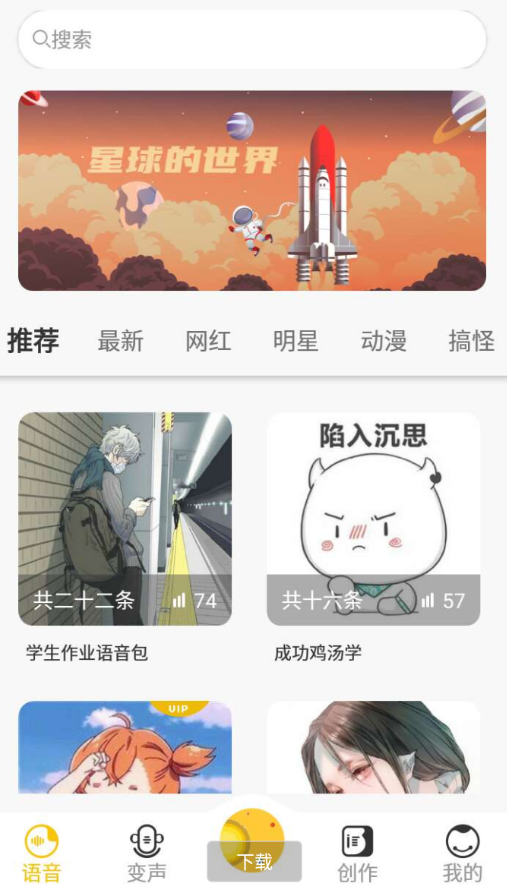 搜索
星球的世界
推荐 最新 网红 明星 动漫 搞怪
陷入沉思
共二十二条 74
共十六条 57
学生作业语音包
成功鸡汤学
VIP
下载
语音 变声 创作 我的